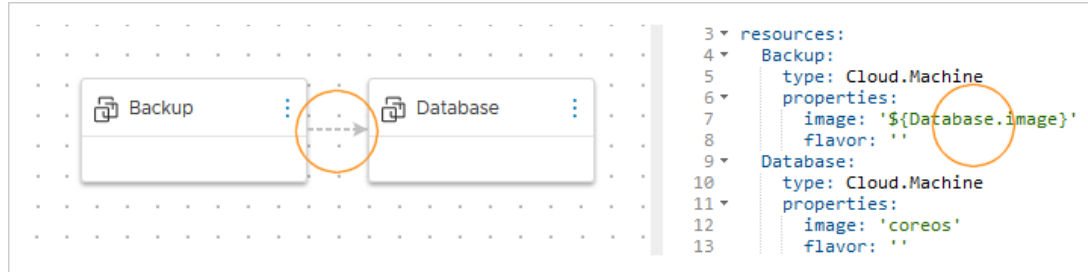 Backup
Database
3 resources:
4 Backup:
5 type: Cloud.Machine
6 properties:
7 image: '${Database.image}'
8 flavor: ''
9 Database:
10 type: Cloud.Machine
11 properties:
12 image: 'coreos'
13 flavor: ''